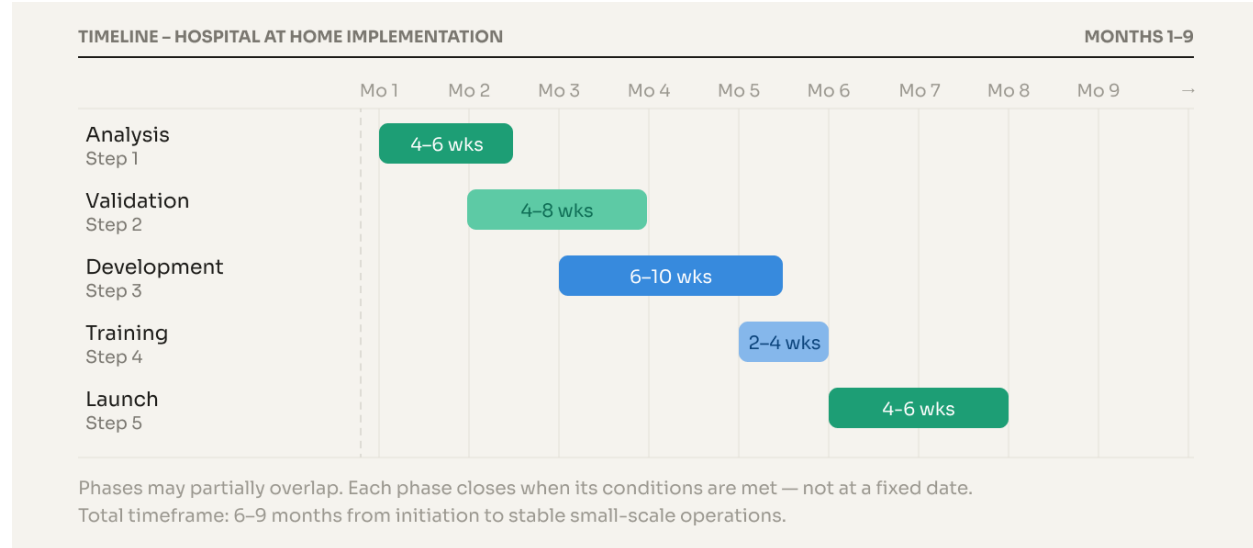 TIMELINE – HOSPITAL AT HOME IMPLEMENTATION MONTHS 1–9
Mo 1 Mo 2 Mo 3 Mo 4 Mo 5 Mo 6 Mo 7 Mo 8 Mo 9 →
Analysis
Step 1
4–6 wks
Validation
Step 2
4–8 wks
Development
Step 3
6–10 wks
Training
Step 4
2–4 wks
Launch
Step 5
4-6 wks
Phases may partially overlap. Each phase closes when its conditions are met — not at a fixed date.
Total timeframe: 6–9 months from initiation to stable small-scale operations.